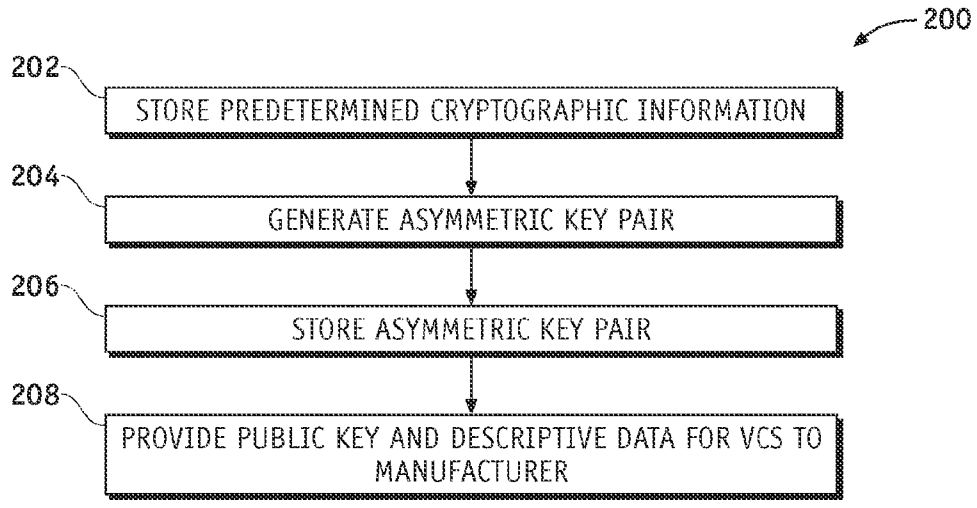 200
202
STORE PREDETERMINED CRYPTOGRAPHIC INFORMATION
204
GENERATE ASYMMETRIC KEY PAIR
206
STORE ASYMMETRIC KEY PAIR
208
PROVIDE PUBLIC KEY AND DESCRIPTIVE DATA FOR VCS TO
MANUFACTURER